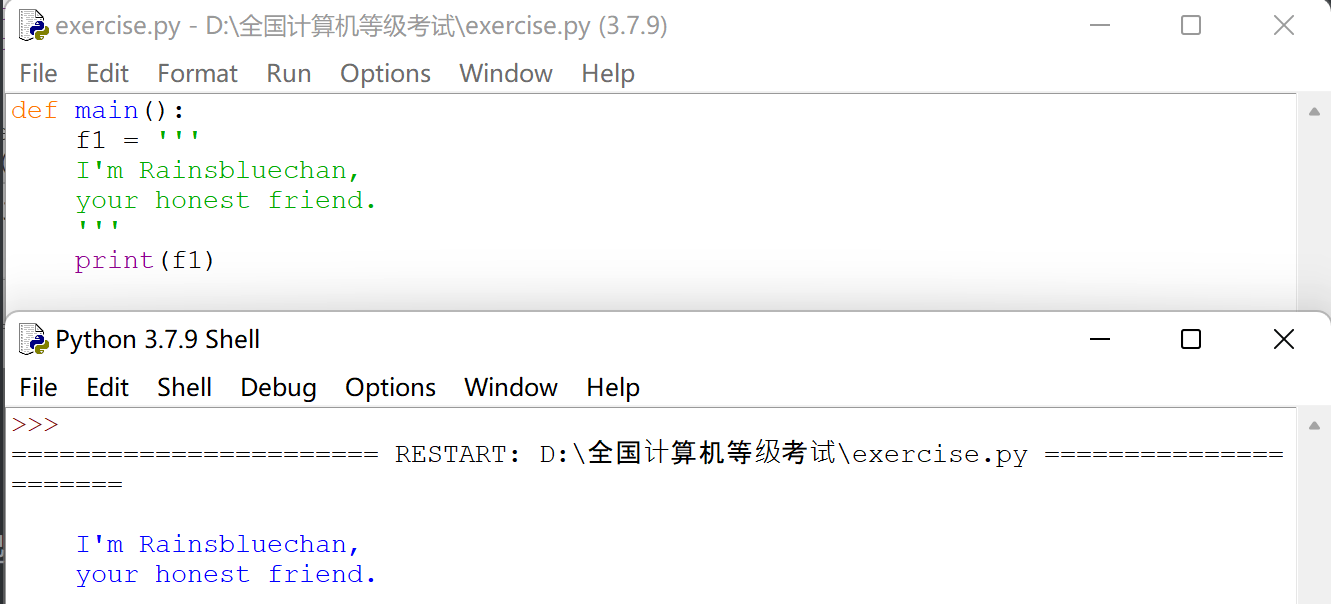 exercise.py - D:\全国计算机等级考试\exercise.py (3.7.9)
File Edit Format Run Options Window Help
def main():
    f1 = '''
    I'm Rainsbluechan,
    your honest friend.
    '''
    print(f1)
Python 3.7.9 Shell
File Edit Shell Debug Options Window Help
>>>
======================= RESTART: D:\全国计算机等级考试\exercise.py ===============
=======
    I'm Rainsbluechan,
    your honest friend.